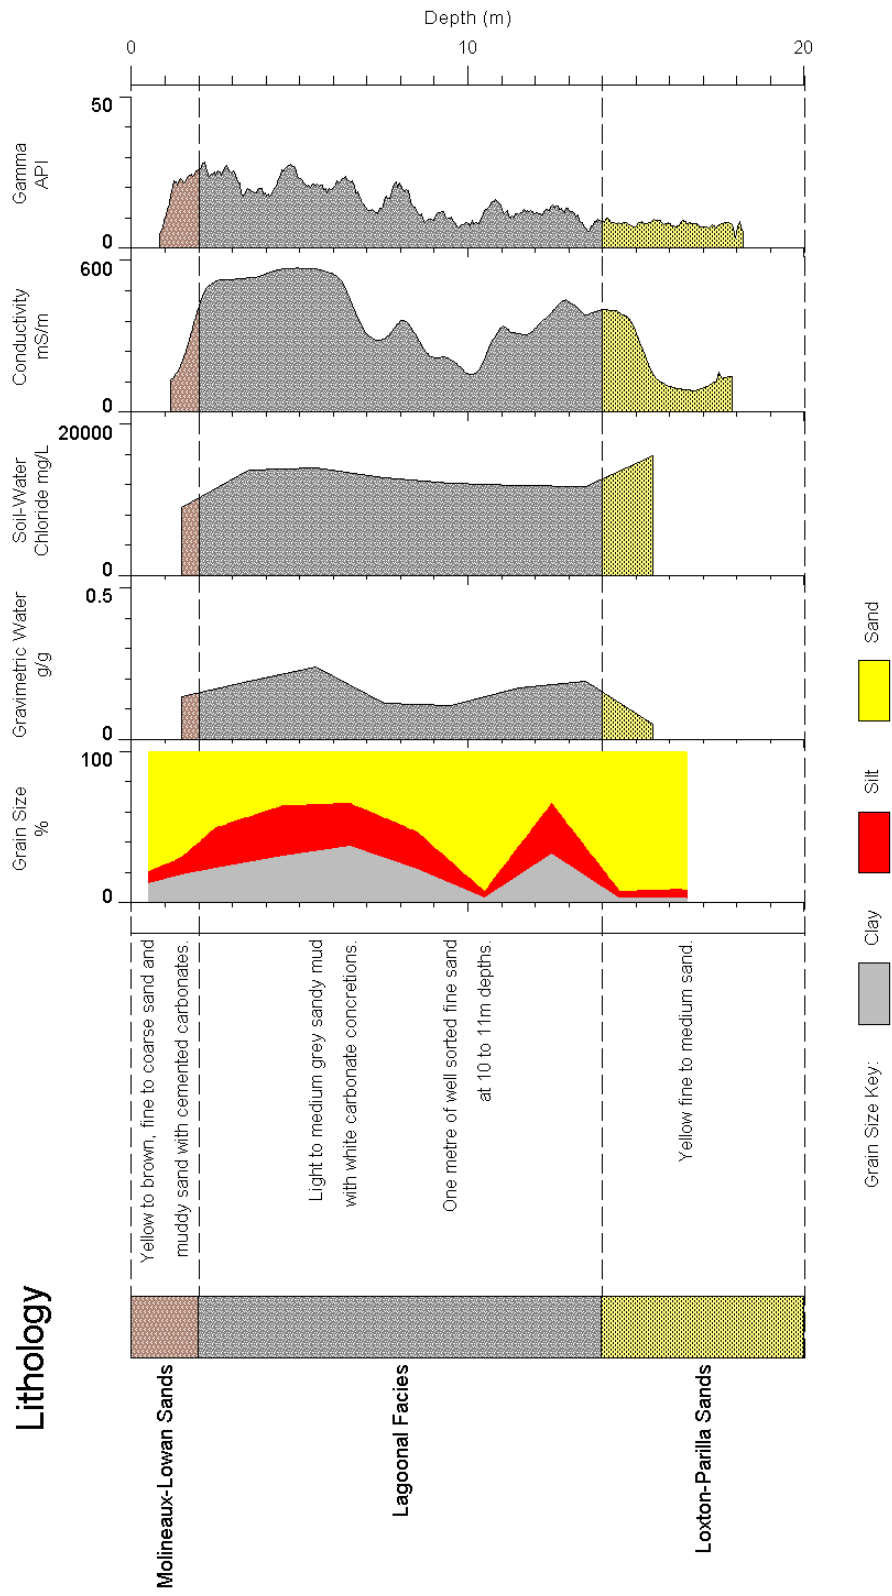 Depth (m)
0
10
20
Gamma
API
50
0
Conductivity
mS/m
600
0
Soil-Water
Chloride mg/L
20000
0
Gravimetric Water
g/g
0.5
0
Grain Size
%
100
0
Yellow to brown, fine to coarse sand and
muddy sand with cemented carbonates.
Light to medium grey sandy mud
with white carbonate concretions.
One metre of well sorted fine sand
at 10 to 11m depths.
Yellow fine to medium sand.
Lithology
Molineaux-Lowan Sands
Lagoonal Facies
Loxton-Parilla Sands
Grain Size Key:
Clay
Silt
Sand